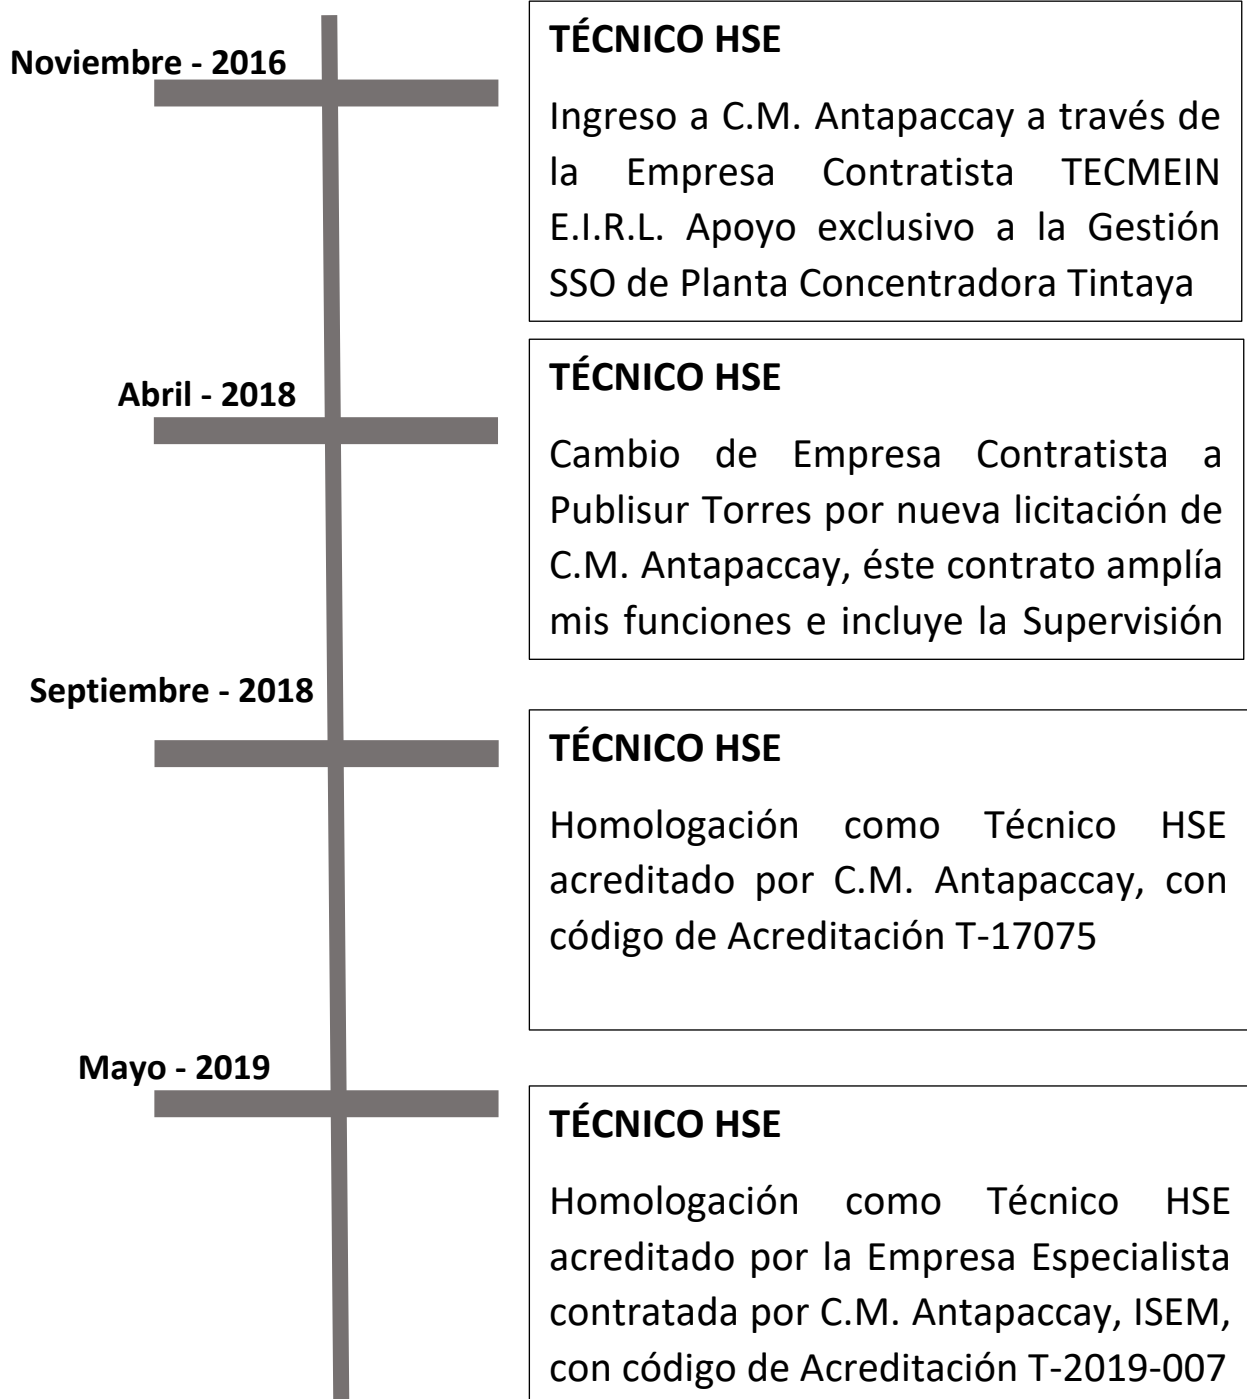 Noviembre - 2016
TÉCNICO HSE
Ingreso a C.M. Antapaccay a través de
la Empresa Contratista TECMEIN
E.I.R.L. Apoyo exclusivo a la Gestión
SSO de Planta Concentradora Tintaya
Abril - 2018
TÉCNICO HSE
Cambio de Empresa Contratista a
Publisur Torres por nueva licitación de
C.M. Antapaccay, éste contrato amplía
mis funciones e incluye la Supervisión
Septiembre - 2018
TÉCNICO HSE
Homologación como Técnico HSE
acreditado por C.M. Antapaccay, con
código de Acreditación T-17075
Mayo - 2019
TÉCNICO HSE
Homologación como Técnico HSE
acreditado por la Empresa Especialista
contratada por C.M. Antapaccay, ISEM,
con código de Acreditación T-2019-007